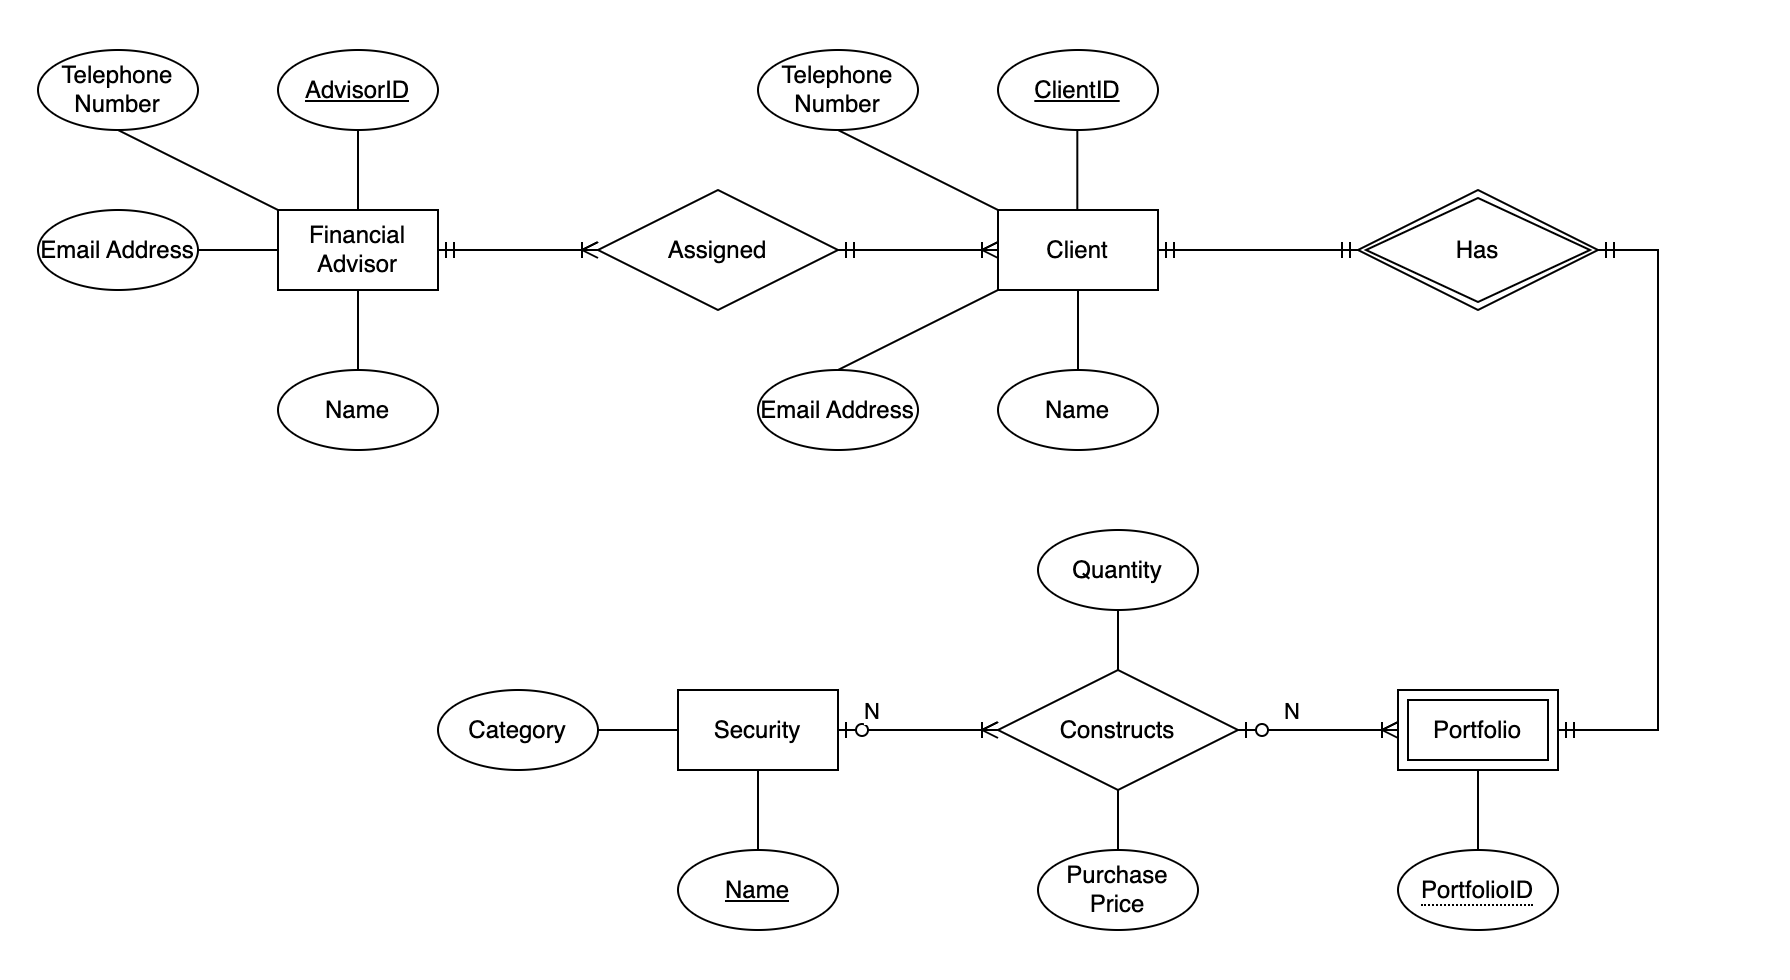 Telephone
Number
AdvisorID
Telephone
Number
ClientID
Email Address
Financial
Advisor
Assigned
Client
Has
Name
Email Address
Name
Quantity
Category
Security
N
Constructs
N
Portfolio
Name
Purchase
Price
PortfolioID